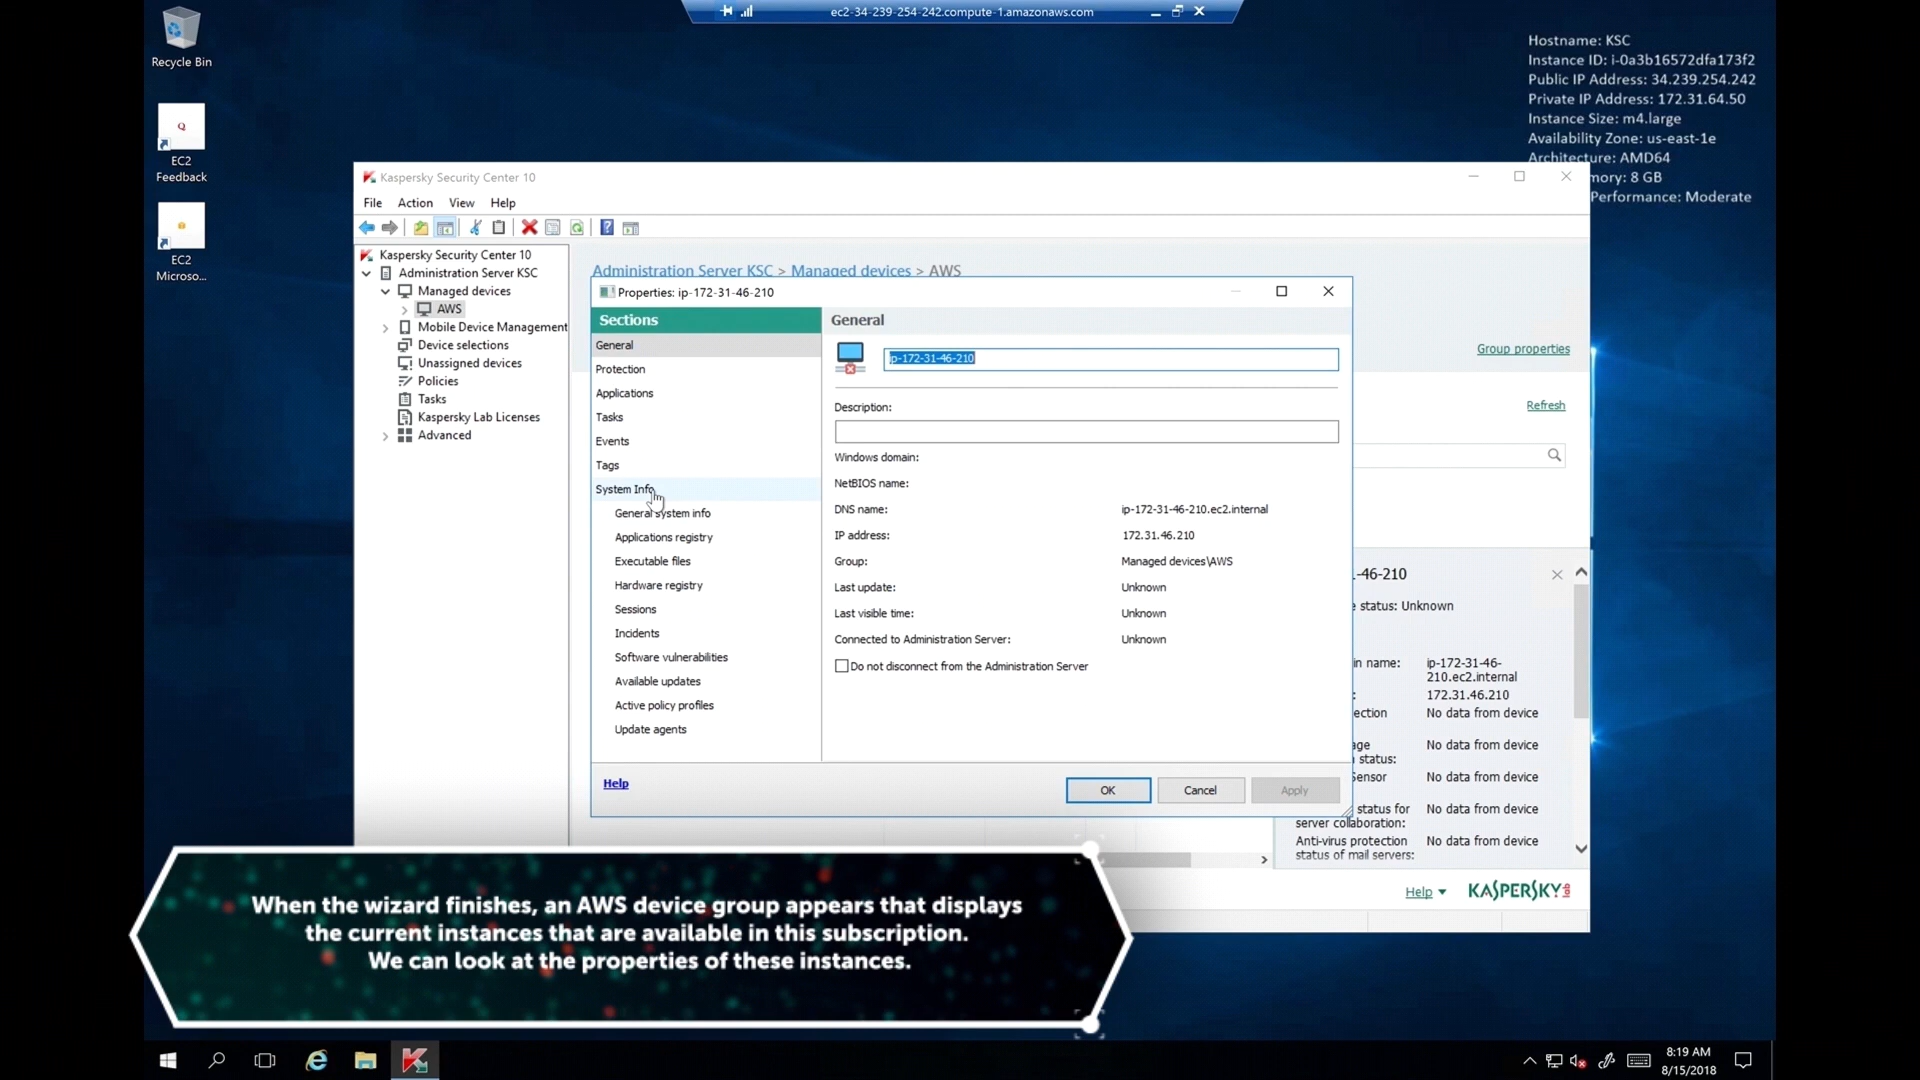 ec2-34-239-254-242.compute-1.amazonaws.com
Recycle Bin
EC2
Feedback
EC2
Microso...
Hostname: KSC
Instance ID: i-0a3b16572dfa173f2
Public IP Address: 34.239.254.242
Private IP Address: 172.31.64.50
Instance Size: m4.large
Availability Zone: us-east-1e
Architecture: AMD64
mory: 8 GB
Performance: Moderate
Kaspersky Security Center 10
File Action View Help
Kaspersky Security Center 10
Administration Server KSC
Managed devices
AWS
Mobile Device Management
Device selections
Unassigned devices
Policies
Tasks
Kaspersky Lab Licenses
Advanced
Administration Server KSC > Managed devices > AWS
Group properties
Refresh
Properties: ip-172-31-46-210
Sections
General
Protection
Applications
Tasks
Events
Tags
System Info
General system info
Applications registry
Executable files
Hardware registry
Sessions
Incidents
Software vulnerabilities
Available updates
Active policy profiles
Update agents
General
ip-172-31-46-210
Description:
Windows domain:
NetBIOS name:
DNS name: ip-172-31-46-210.ec2.internal
IP address: 172.31.46.210
Group: Managed devices\AWS
Last update: Unknown
Last visible time: Unknown
Connected to Administration Server: Unknown
Do not disconnect from the Administration Server
Help
OK Cancel Apply
-46-210
e status: Unknown
in name: ip-172-31-46-
210.ec2.internal
: 172.31.46.210
ection No data from device
age No data from device
status:
Sensor No data from device
status for No data from device
server collaboration:
Anti-virus protection No data from device
status of mail servers:
Help
KASPERSKY lab
When the wizard finishes, an AWS device group appears that displays
the current instances that are available in this subscription.
We can look at the properties of these instances.
8:19 AM
8/15/2018